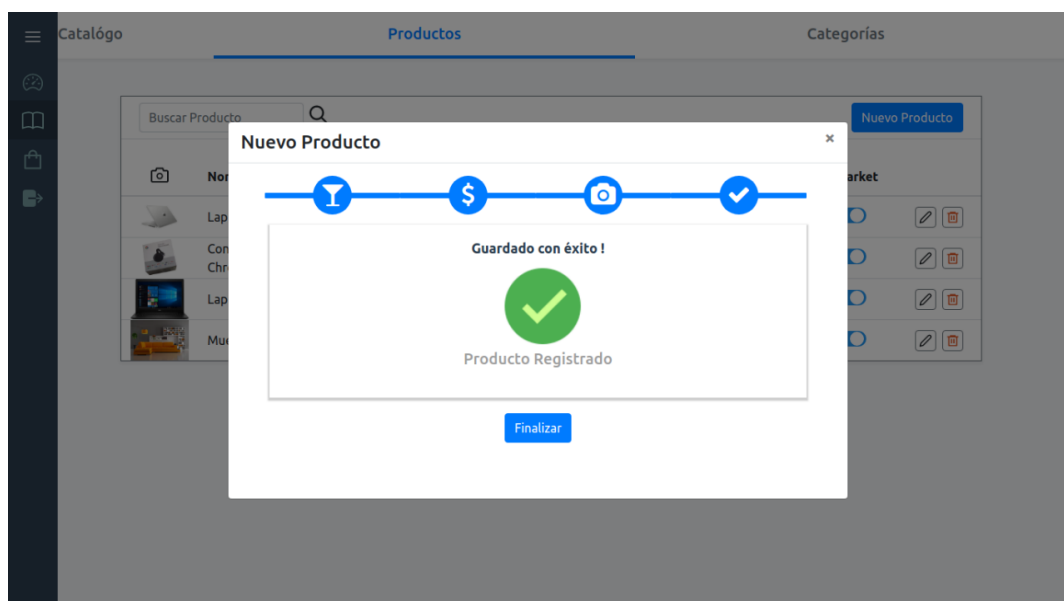 Catalógo
Productos
Categorías
Buscar Producto
Nuevo Producto
Nuevo Producto
×
Guardado con éxito !
Producto Registrado
Finalizar